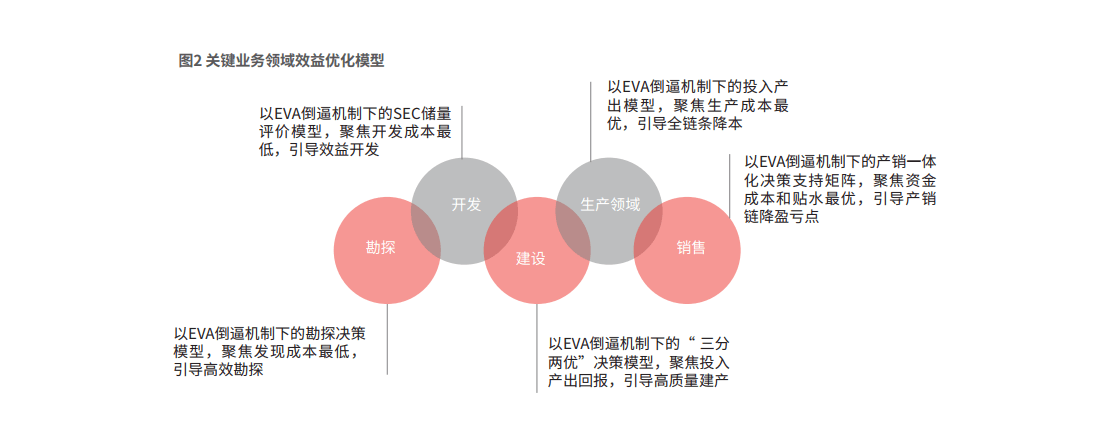 图2 关键业务领域效益优化模型
以EVA倒逼机制下的SEC储量
评价模型，聚焦开发成本最
低，引导效益开发
以EVA倒逼机制下的投入产
出模型，聚焦生产成本最
优，引导全链条降本
以EVA倒逼机制下的产销一体
化决策支持矩阵，聚焦资金
成本和贴水最优，引导产销
链降盈亏点
开发
生产领域
勘探
建设
销售
以EVA倒逼机制下的勘探决策
模型，聚焦发现成本最低，
引导高效勘探
以EVA倒逼机制下的“ 三分
两优”决策模型，聚焦投入
产出回报，引导高质量建产